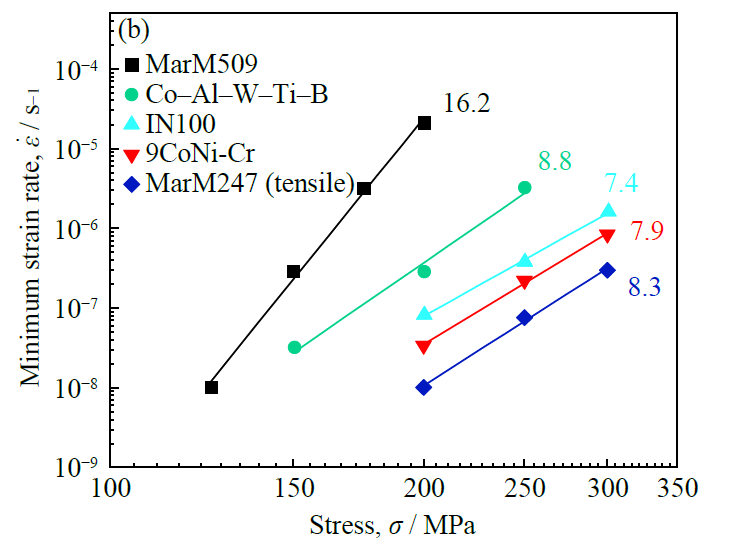 (b)
MarM509
Co–Al–W–Ti–B
IN100
9CoNi-Cr
MarM247 (tensile)
16.2
8.8
7.4
7.9
8.3
Minimum strain rate, ε̇ / s⁻¹
10⁻⁴
10⁻⁵
10⁻⁶
10⁻⁷
10⁻⁸
10⁻⁹
100 150 200 250 300 350
Stress, σ / MPa